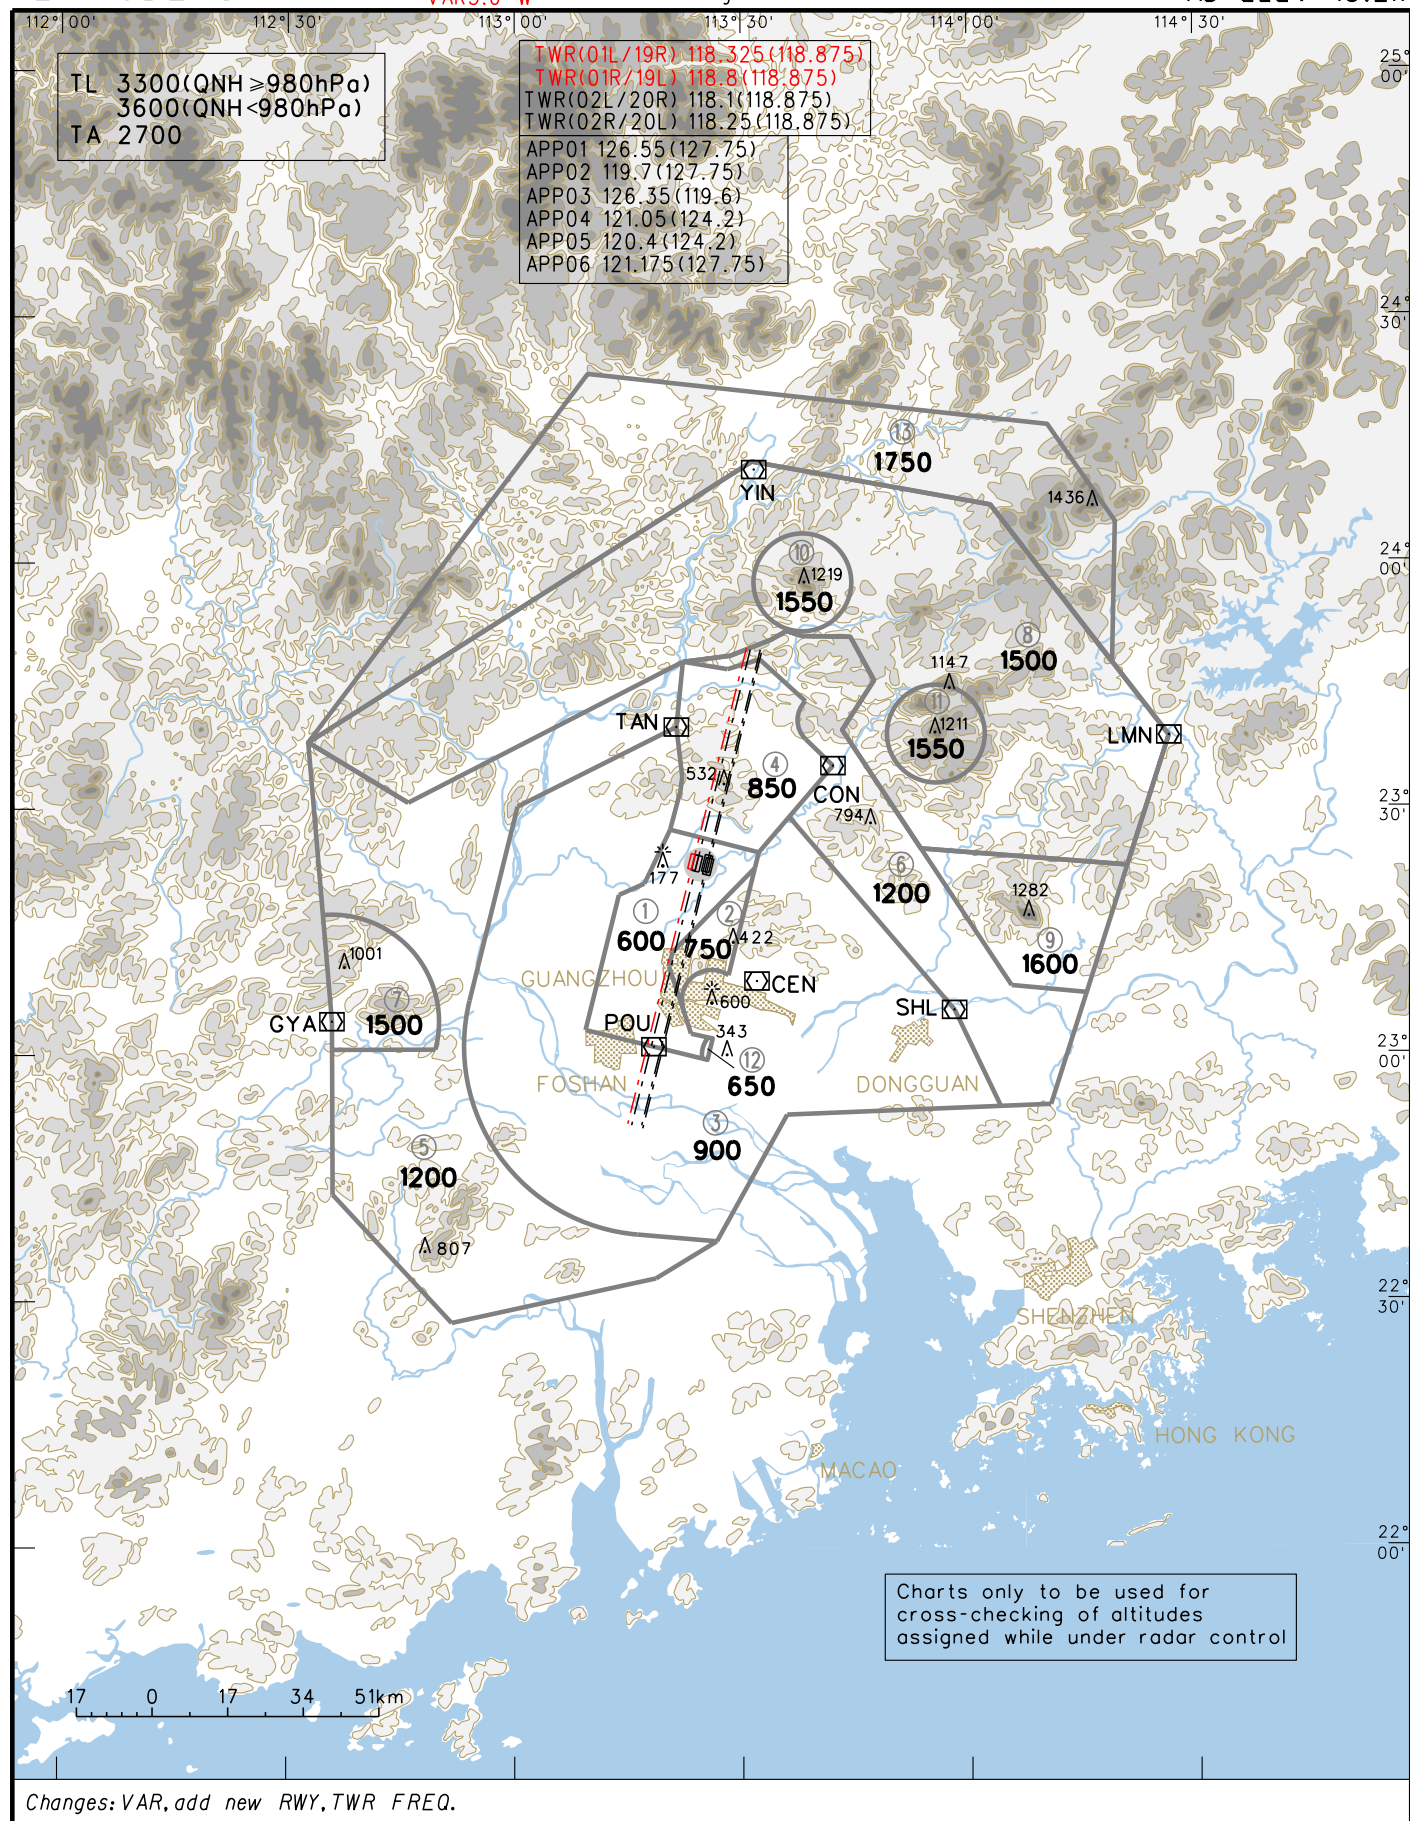 VAR3.0°W
112°00'
112°30'
113°00'
113°30'
114°00'
114°30'
TL 3300(QNH≥980hPa)
3600(QNH<980hPa)
TA 2700
TWR(01L/19R) 118.325(118.875)
TWR(01R/19L) 118.8(118.875)
TWR(02L/20R) 118.1(118.875)
TWR(02R/20L) 118.25(118.875)
APP01 126.55(127.75)
APP02 119.7(127.75)
APP03 126.35(119.6)
APP04 121.05(124.2)
APP05 120.4(124.2)
APP06 121.175(127.75)
25°
00'
24°
30'
⑬
1750
1436
YIN
⑩
1219
1550
24°
00'
⑧
1500
1147
⑪
1211
1550
TAN
LMN
100
④
532
850
CON
794
23°
30'
177
⑥
1200
1282
①
600
②
750
422
⑨
1600
1001
GUANGZHOU
CEN
600
⑦
1500
GYA
POU
343
SHL
23°
00'
⑫
650
FOSHAN
DONGGUAN
③
900
⑤
1200
807
22°
30'
SHENZHEN
HONG KONG
MACAO
22°
00'
Charts only to be used for
cross-checking of altitudes
assigned while under radar control
17 0 17 34 51km
Changes: VAR, add new RWY, TWR FREQ.